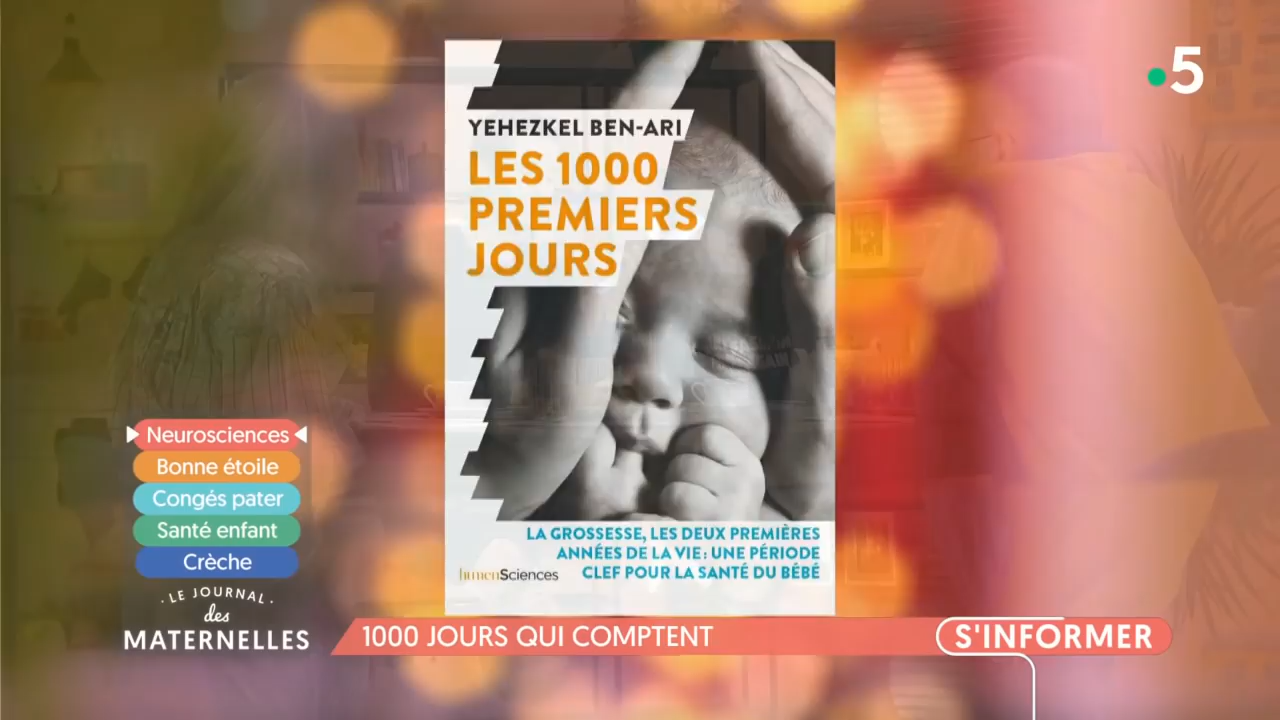 5
YEHEZKEL BEN-ARI
LES 1000
PREMIERS
JOURS
LA GROSSESSE, LES DEUX PREMIÈRES
ANNÉES DE LA VIE : UNE PÉRIODE
CLEF POUR LA SANTÉ DU BÉBÉ
humenSciences
Neurosciences
Bonne étoile
Congés pater
Santé enfant
Crèche
· LE JOURNAL ·
des
MATERNELLES
1000 JOURS QUI COMPTENT
S'INFORMER